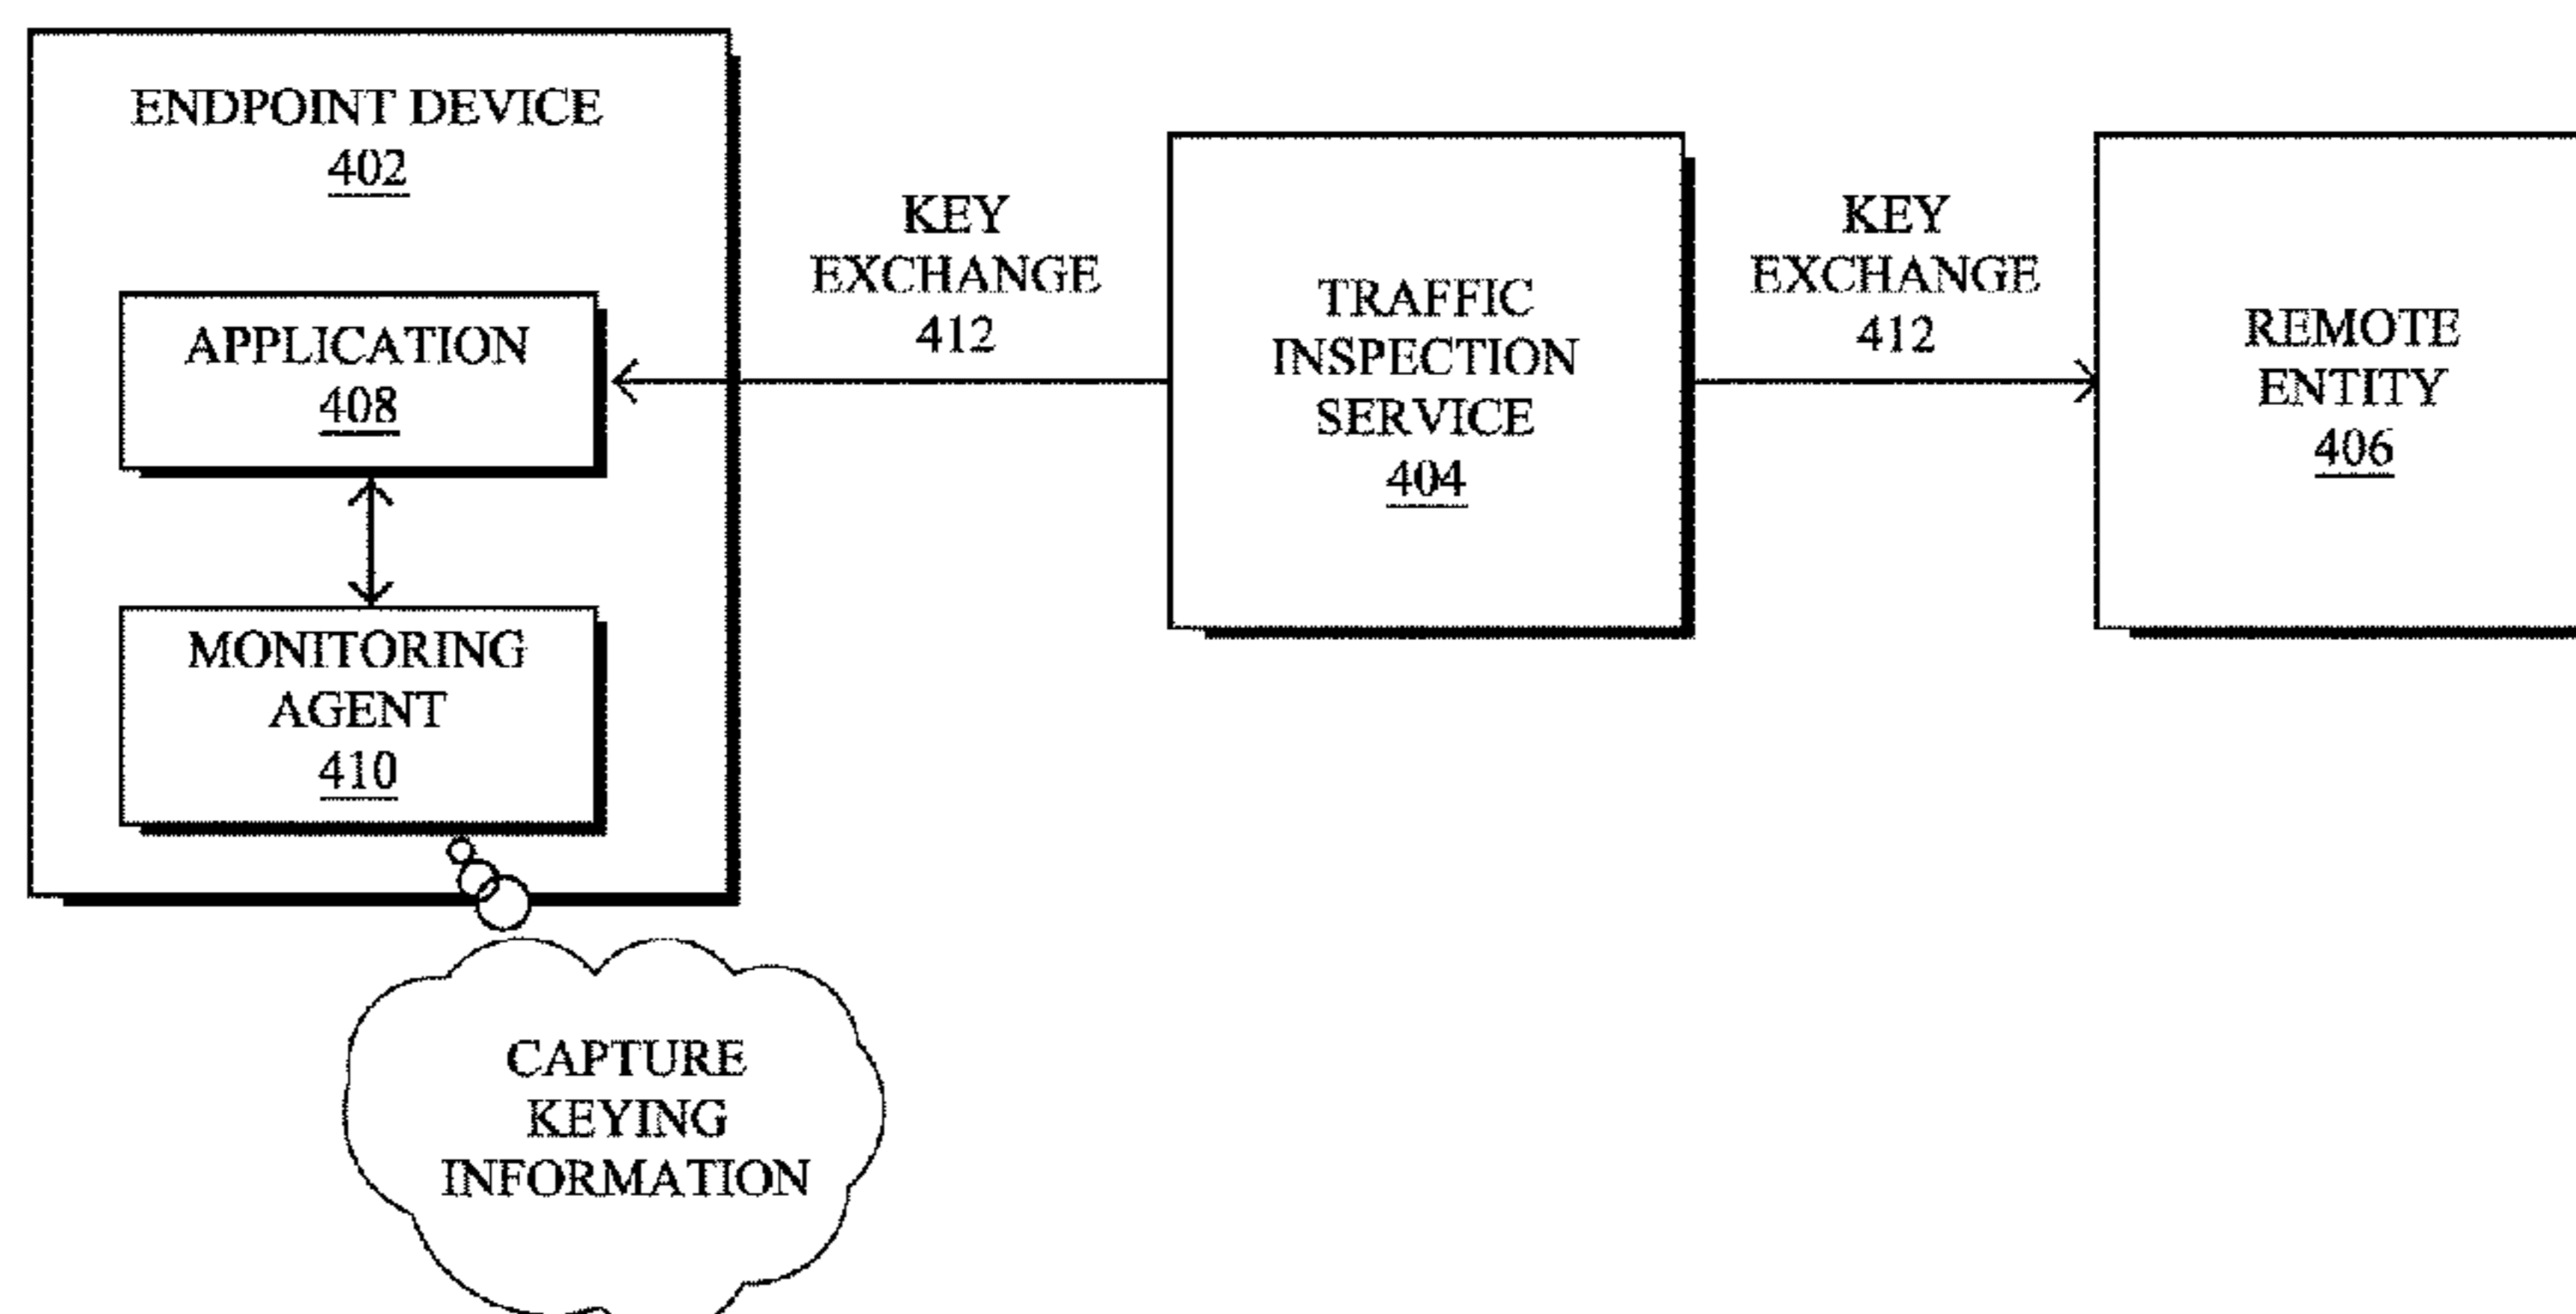 ENDPOINT DEVICE
402
APPLICATION
408
MONITORING
AGENT
410
CAPTURE
KEYING
INFORMATION
KEY
EXCHANGE
412
TRAFFIC
INSPECTION
SERVICE
404
KEY
EXCHANGE
412
REMOTE
ENTITY
406